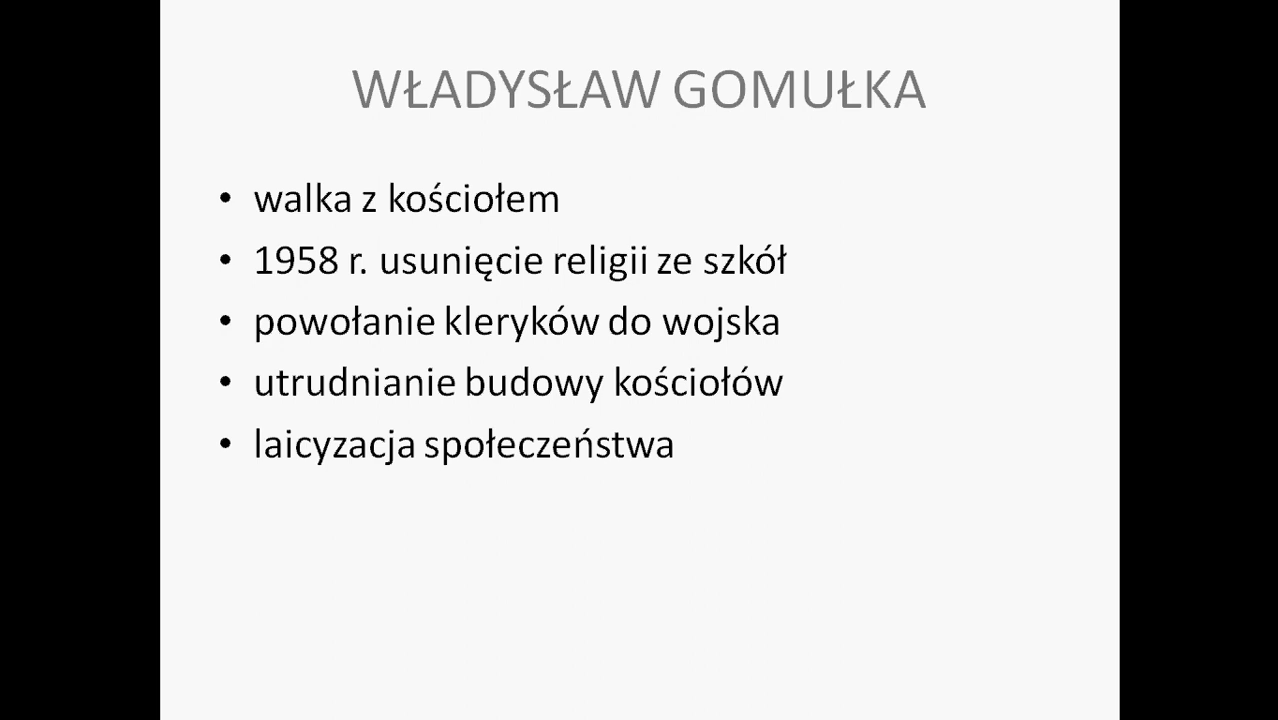 WŁADYSŁAW GOMUŁKA
• walka z kościołem
• 1958 r. usunięcie religii ze szkół
• powołanie kleryków do wojska
• utrudnianie budowy kościołów
• laicyzacja społeczeństwa